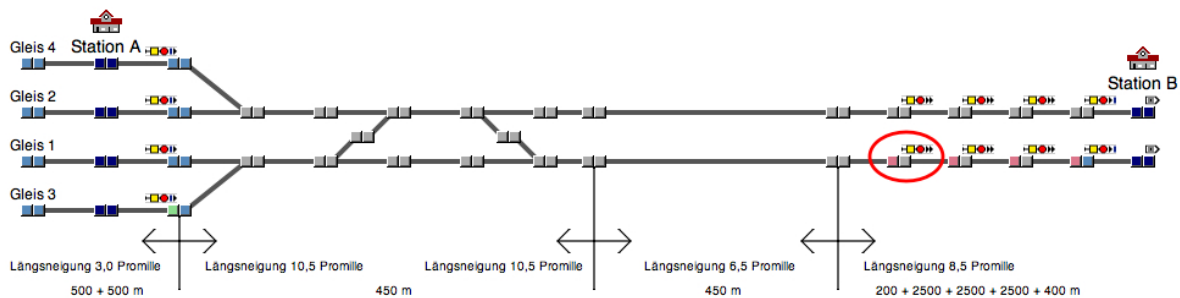 Gleis 4
Station A
Gleis 2
Station B
Gleis 1
Gleis 3
Längsneigung 3,0 Promille
Längsneigung 10,5 Promille
Längsneigung 10,5 Promille
Längsneigung 6,5 Promille
Längsneigung 8,5 Promille
500 + 500 m
450 m
450 m
200 + 2500 + 2500 + 2500 + 400 m